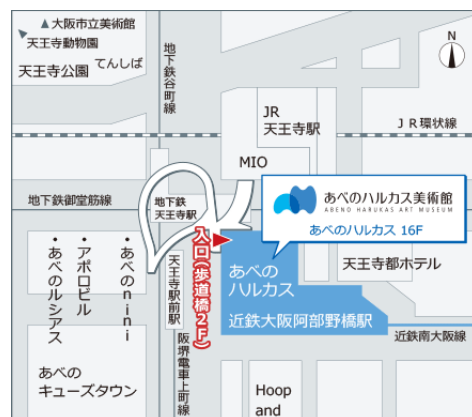 ▲大阪市立美術館
天王寺動物園
てんしば
天王寺公園
地下鉄谷町線
N
JR
天王寺駅
JR環状線
MIO
地下鉄御堂筋線
地下鉄
天王寺駅
あべのハルカス美術館
ABENO HARUKAS ART MUSEUM
あべのハルカス 16F
入口(歩道橋2F)
あべの
ハルカス
天王寺都ホテル
・あべのnini
・アポロビル
・あべのルシアス
天王寺駅前駅
近鉄大阪阿部野橋駅
近鉄南大阪線
阪堺電車上町線
あべの
キューズタウン
Hoop
and